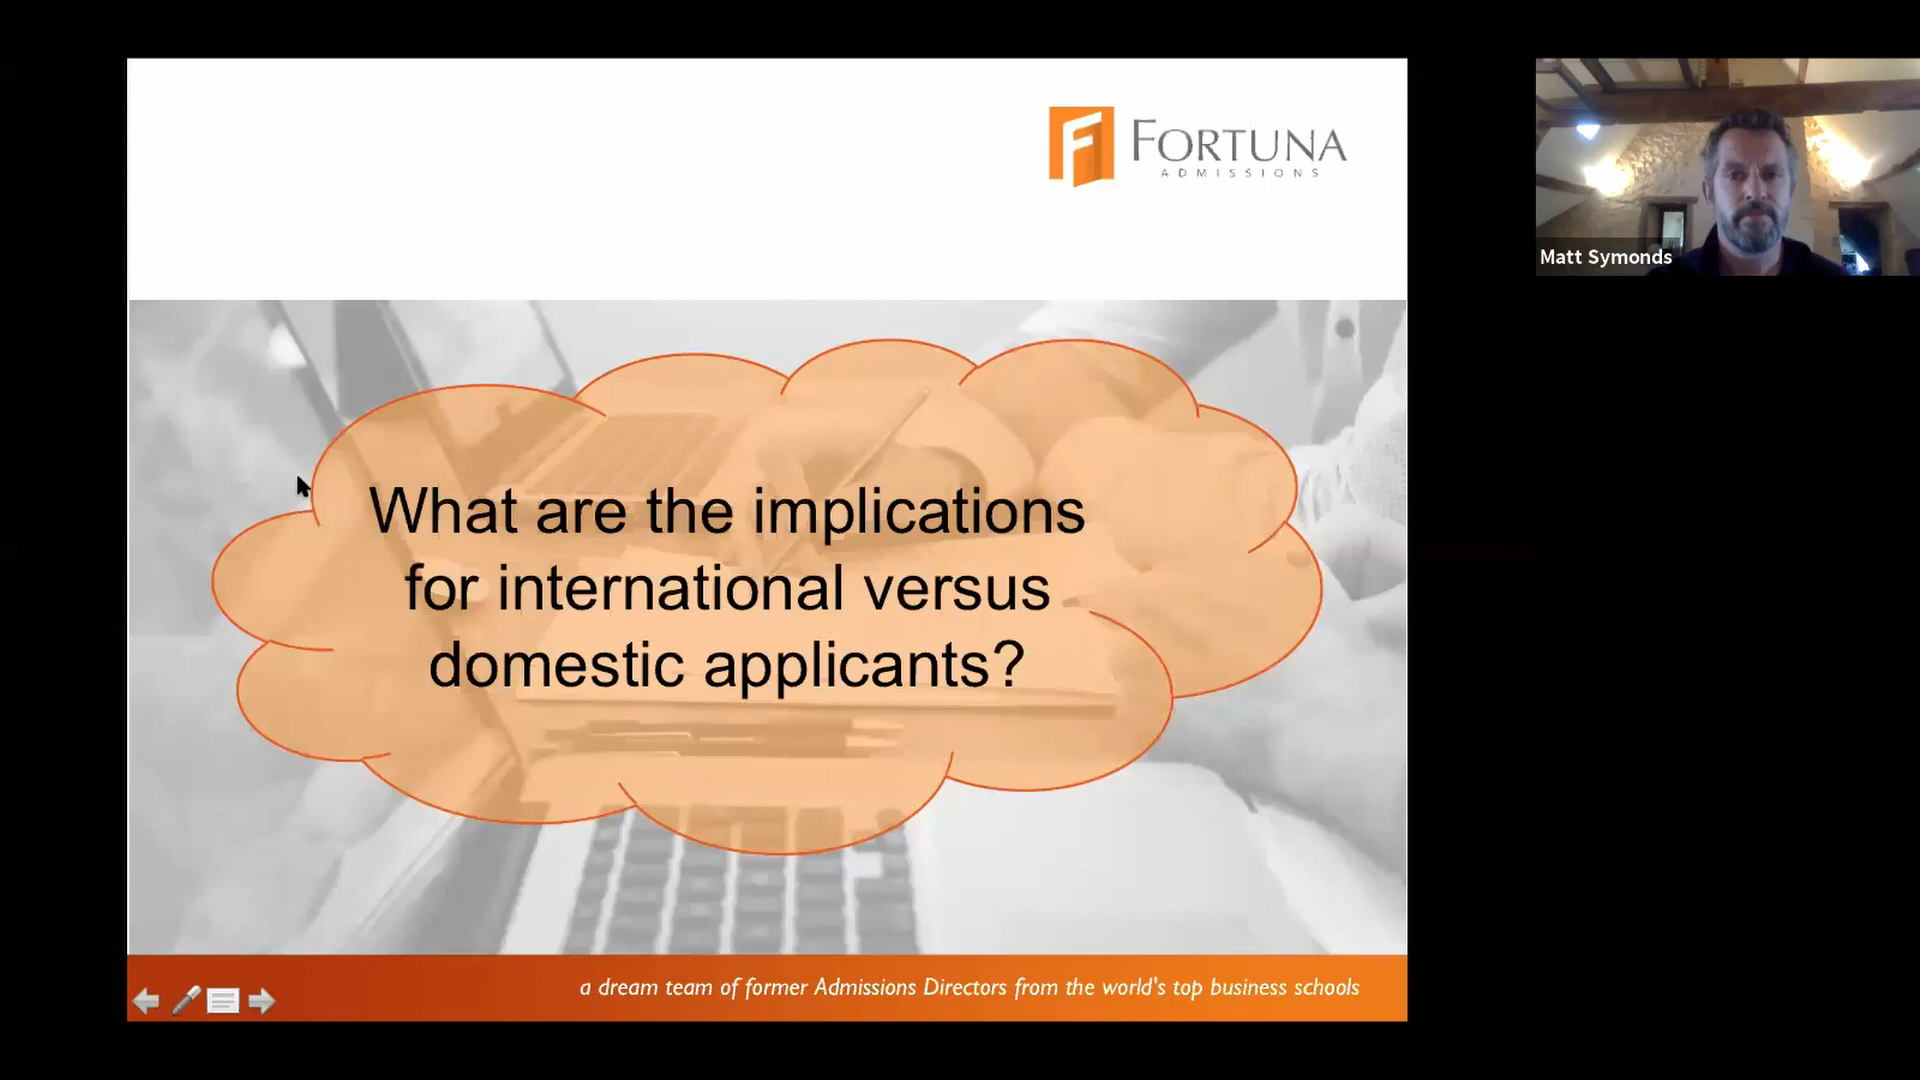 FORTUNA
ADMISSIONS
Matt Symonds
What are the implications
for international versus
domestic applicants?
a dream team of former Admissions Directors from the world's top business schools